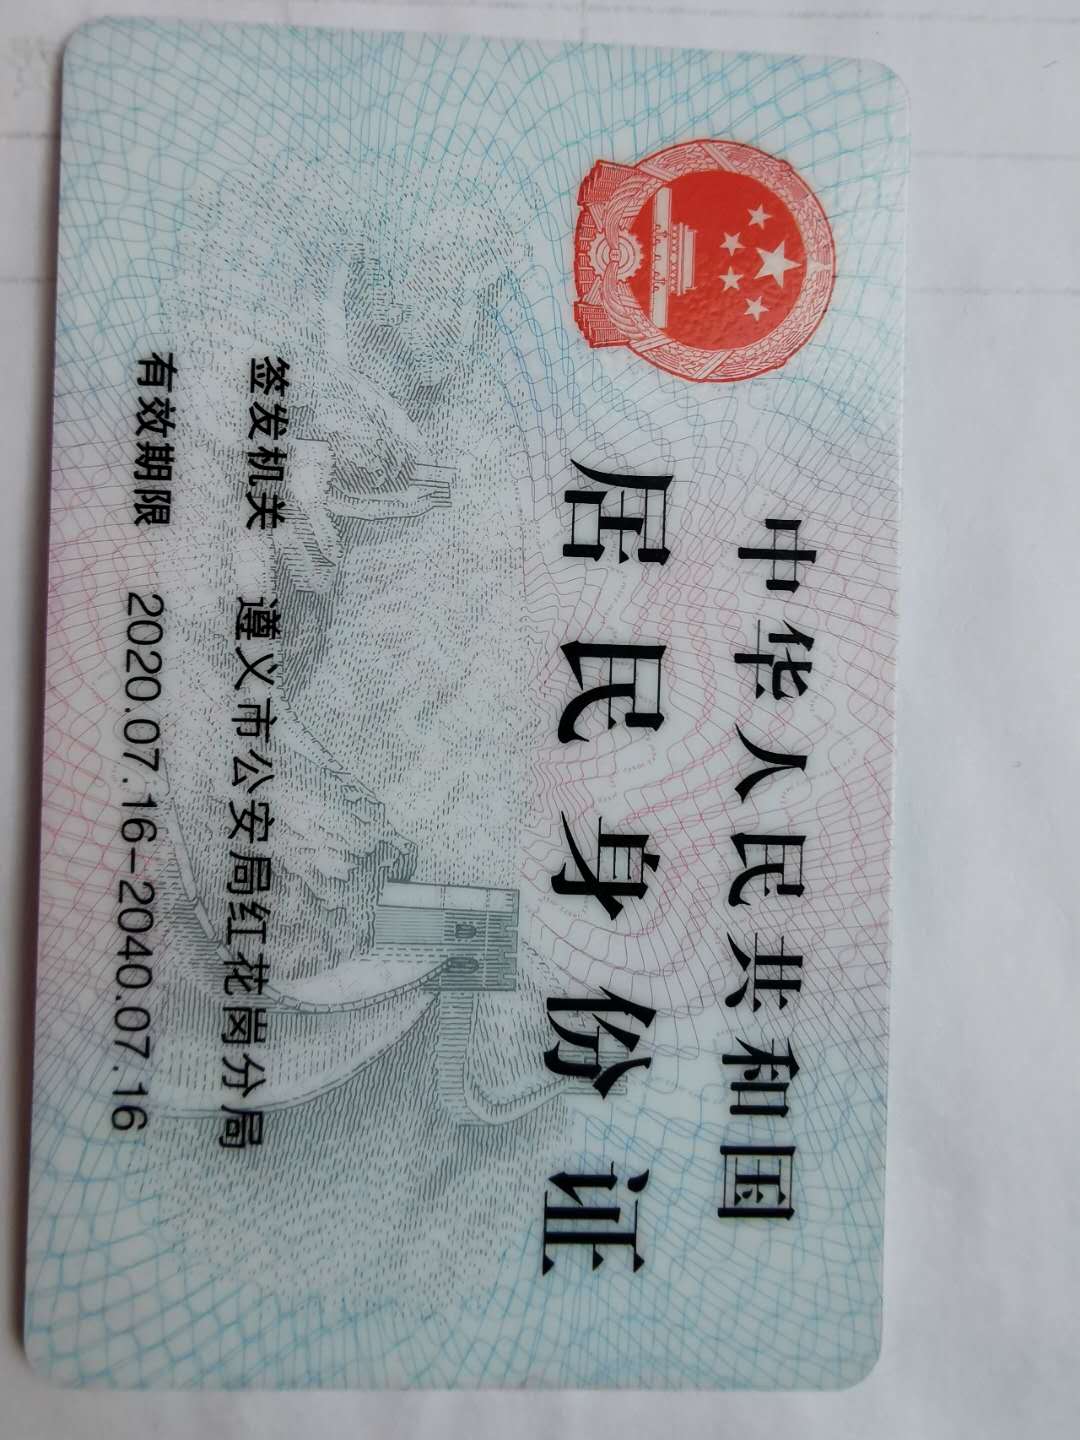 中华人民共和国
居民身份证
签发机关 遵义市公安局红花岗分局
有效期限 2020.07.16-2040.07.16